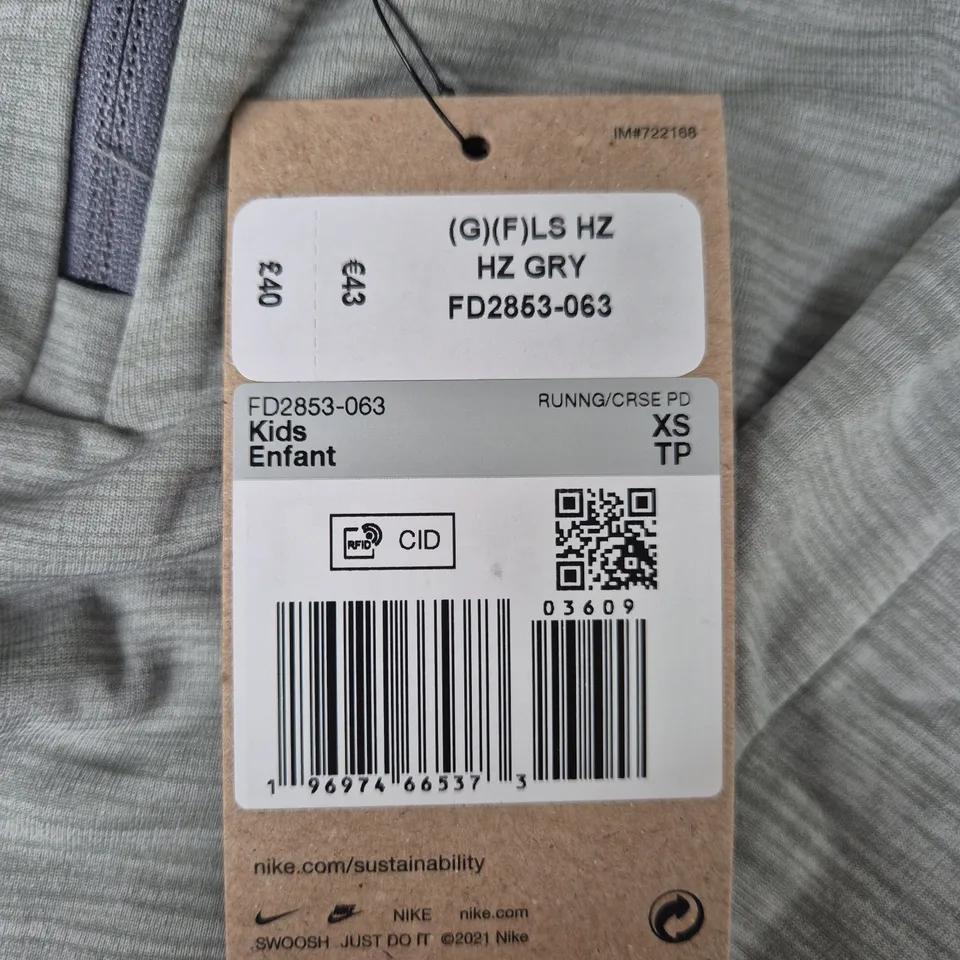 IM#722168
(G)(F)LS HZ
HZ GRY
FD2853-063
€43
£40
FD2853-063
RUNNG/CRSE PD
Kids
XS
Enfant
TP
RFID
CID
03609
1 96974 66537 3
nike.com/sustainability
NIKE nike.com
SWOOSH JUST DO IT ©2021 Nike